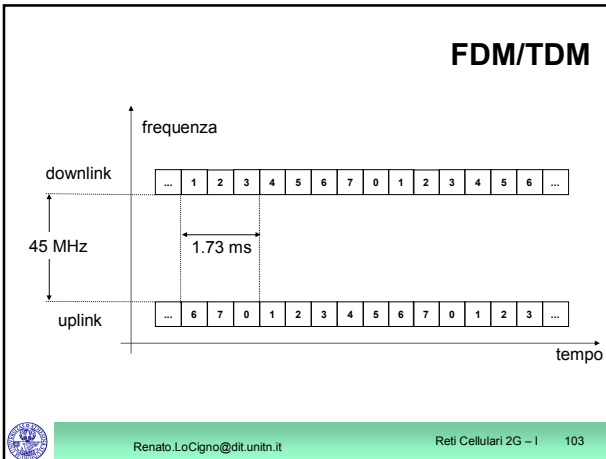 FDM/TDM
frequenza
downlink
... 1 2 3 4 5 6 7 0 1 2 3 4 5 6 ...
45 MHz
1.73 ms
uplink
... 6 7 0 1 2 3 4 5 6 7 0 1 2 3 ...
tempo
Renato.LoCigno@dit.unitn.it
Reti Cellulari 2G – I 103